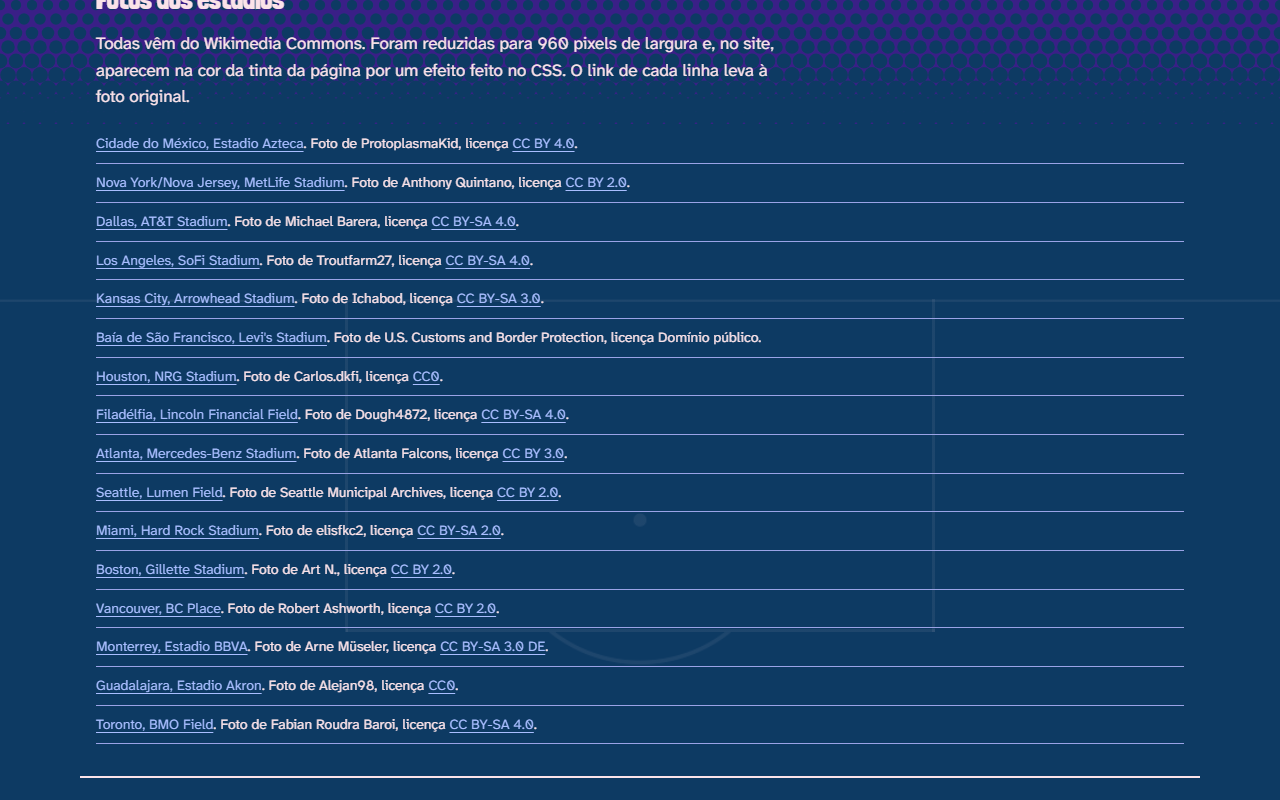 Fotos dos estádios
Todas vêm do Wikimedia Commons. Foram reduzidas para 960 pixels de largura e, no site,
aparecem na cor da tinta da página por um efeito feito no CSS. O link de cada linha leva à
foto original.
Cidade do México, Estadio Azteca. Foto de ProtoplasmaKid, licença CC BY 4.0.
Nova York/Nova Jersey, MetLife Stadium. Foto de Anthony Quintano, licença CC BY 2.0.
Dallas, AT&T Stadium. Foto de Michael Barera, licença CC BY-SA 4.0.
Los Angeles, SoFi Stadium. Foto de Troutfarm27, licença CC BY-SA 4.0.
Kansas City, Arrowhead Stadium. Foto de Ichabod, licença CC BY-SA 3.0.
Baía de São Francisco, Levi's Stadium. Foto de U.S. Customs and Border Protection, licença Domínio público.
Houston, NRG Stadium. Foto de Carlos.dkfi, licença CC0.
Filadélfia, Lincoln Financial Field. Foto de Dough4872, licença CC BY-SA 4.0.
Atlanta, Mercedes-Benz Stadium. Foto de Atlanta Falcons, licença CC BY 3.0.
Seattle, Lumen Field. Foto de Seattle Municipal Archives, licença CC BY 2.0.
Miami, Hard Rock Stadium. Foto de elisfkc2, licença CC BY-SA 2.0.
Boston, Gillette Stadium. Foto de Art N., licença CC BY 2.0.
Vancouver, BC Place. Foto de Robert Ashworth, licença CC BY 2.0.
Monterrey, Estadio BBVA. Foto de Arne Müseler, licença CC BY-SA 3.0 DE.
Guadalajara, Estadio Akron. Foto de Alejan98, licença CC0.
Toronto, BMO Field. Foto de Fabian Roudra Baroi, licença CC BY-SA 4.0.